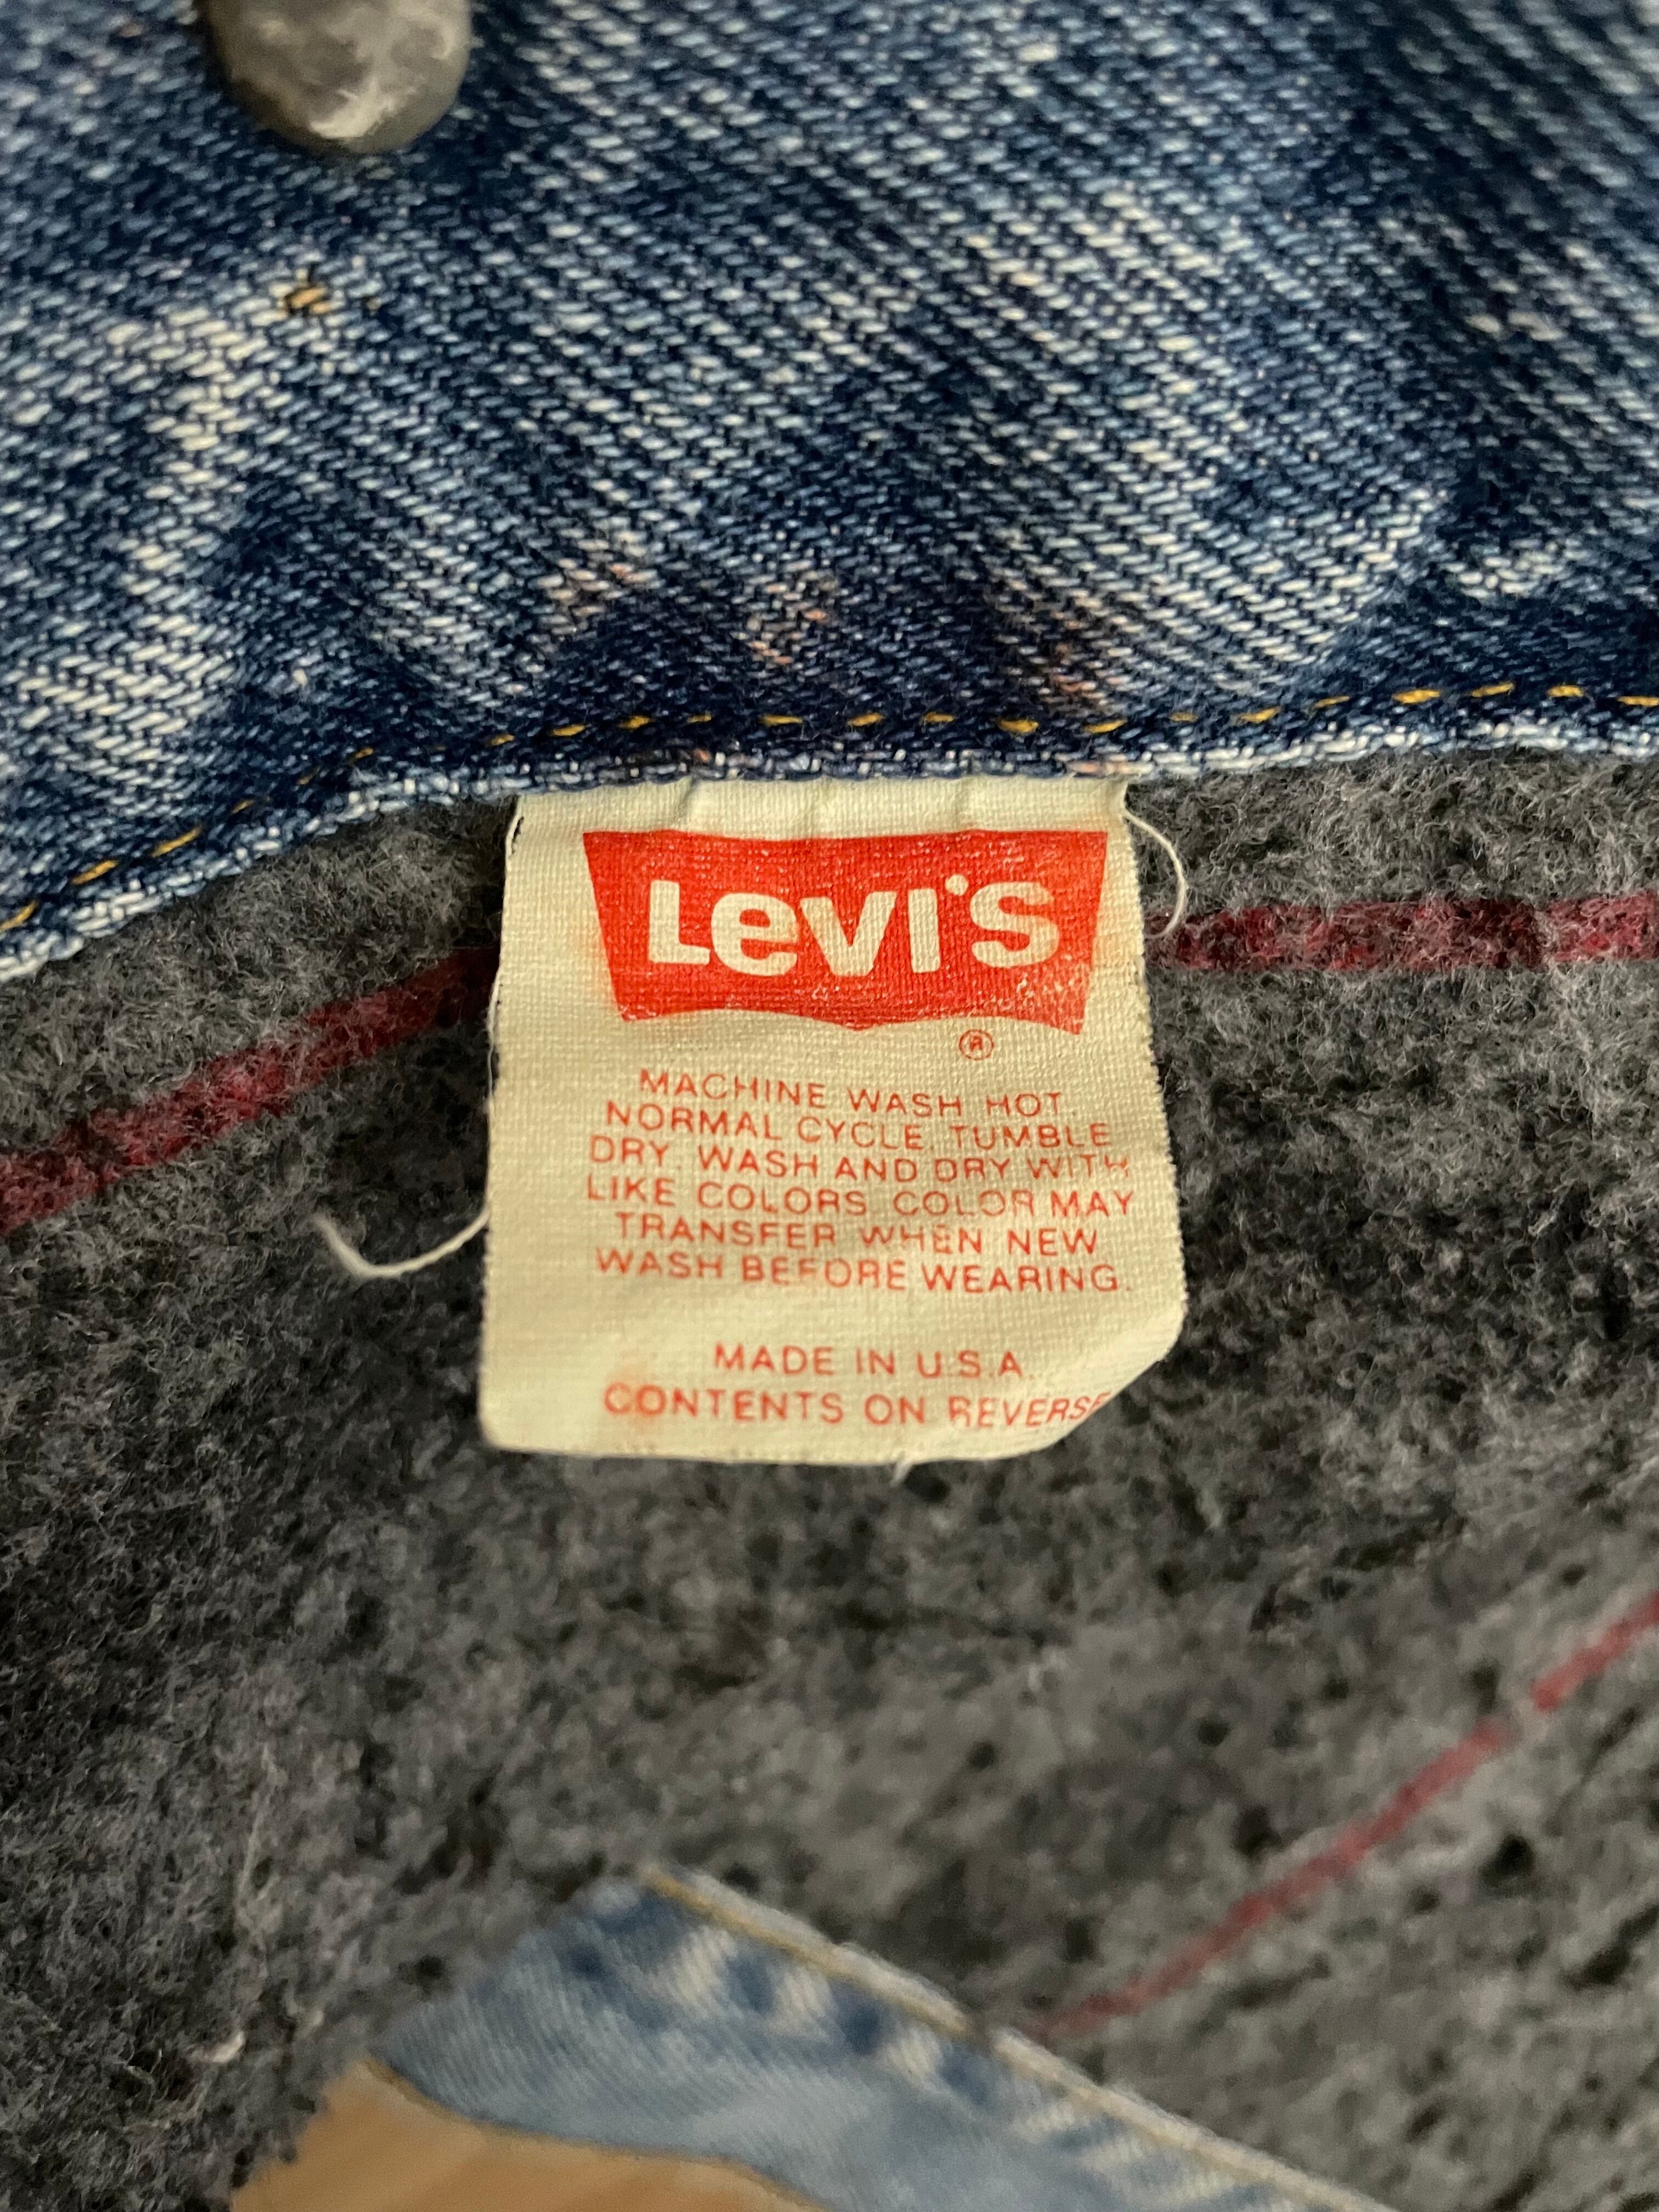 Levi's
®
MACHINE WASH HOT.
NORMAL CYCLE. TUMBLE
DRY. WASH AND DRY WITH
LIKE COLORS. COLOR MAY
TRANSFER WHEN NEW
WASH BEFORE WEARING.
MADE IN U.S.A.
CONTENTS ON REVERSE